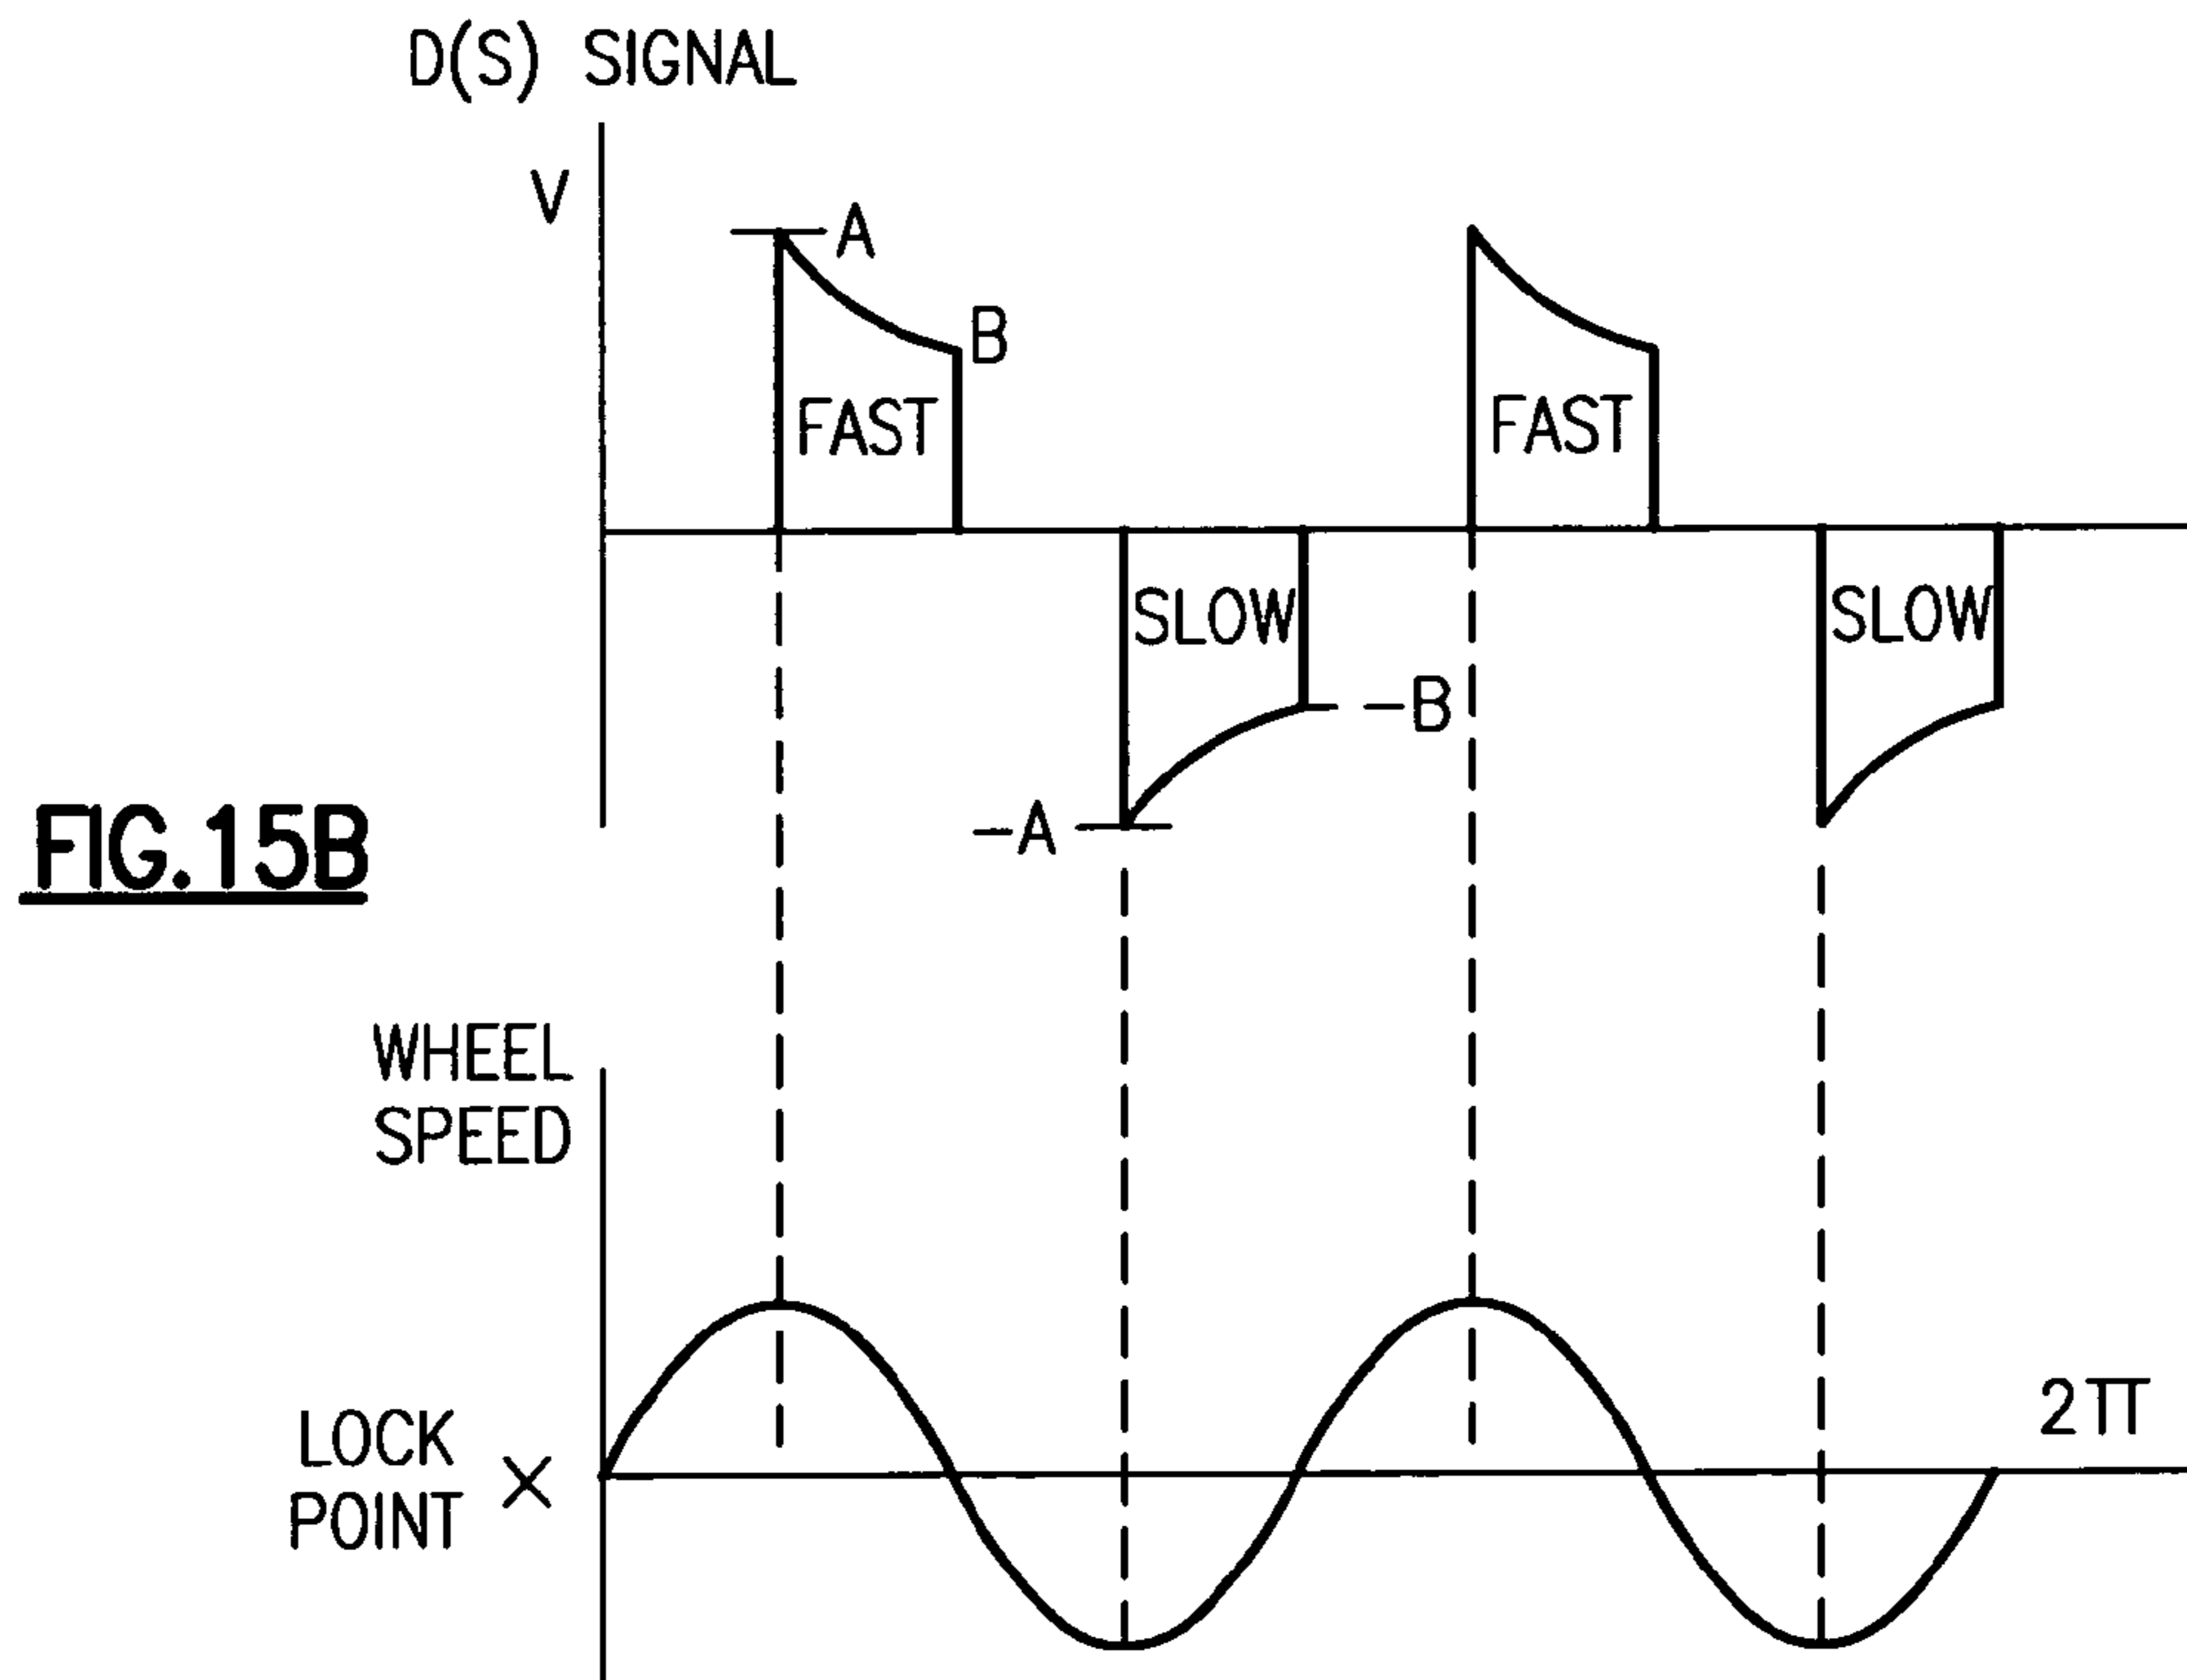 D(S) SIGNAL
V
A
B
FAST
FAST
SLOW
SLOW
-B
-A
FIG.15B
WHEEL
SPEED
2π
LOCK
POINT X